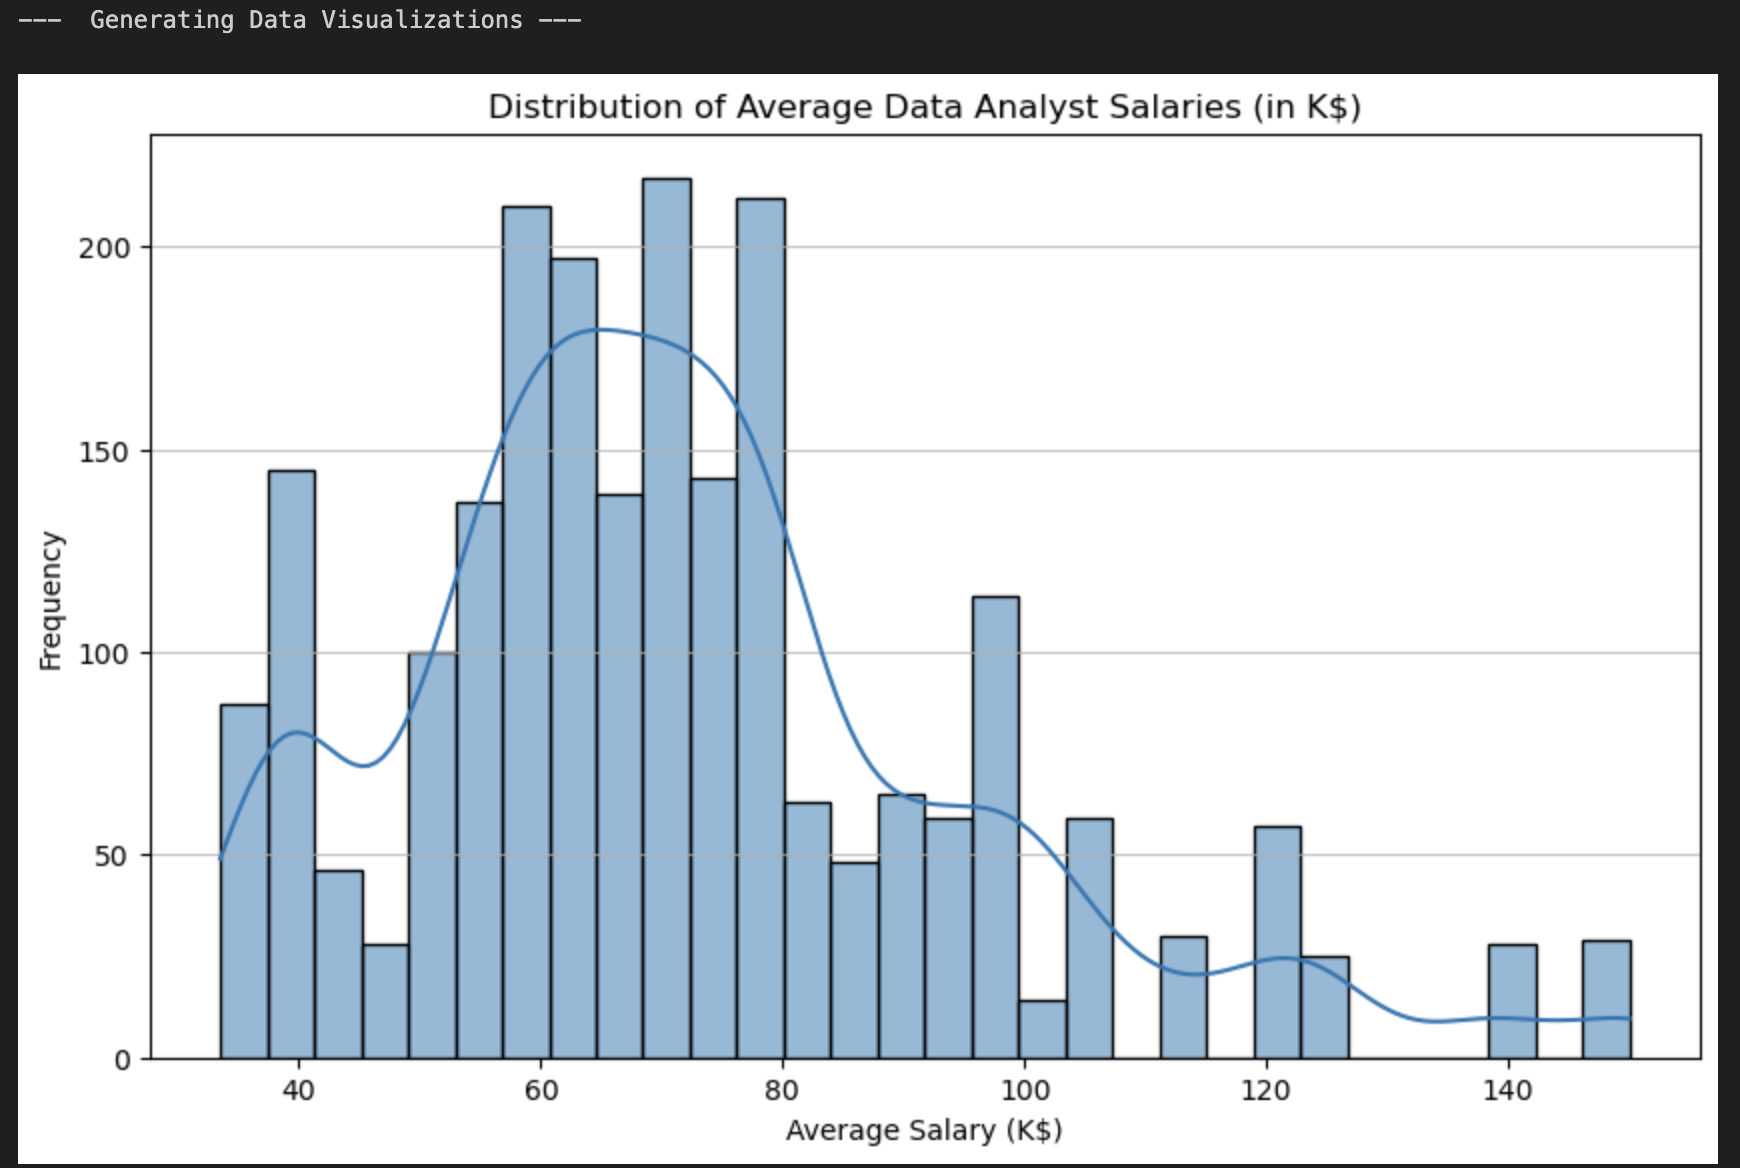 ---  Generating Data Visualizations ---
Distribution of Average Data Analyst Salaries (in K$)
200
150
100
50
0
Frequency
40 60 80 100 120 140
Average Salary (K$)